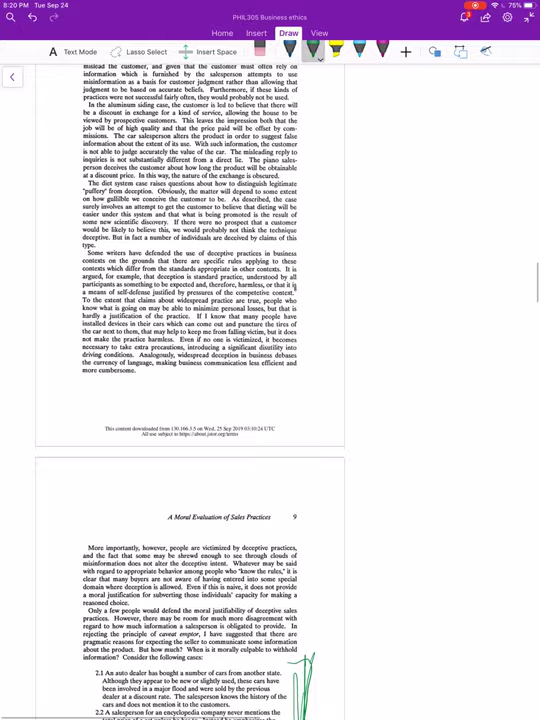 8:20 PM Tue Sep 24
75%
PHIL305 Business ethics
3
Home Insert Draw View
A Text Mode Lasso Select Insert Space
mislead the customer, and given that the customer must often rely on
information which is furnished by the salesperson attempts to use
misinformation as a basis for customer judgment rather than allowing that
judgment to be based on accurate beliefs. Furthermore, if these kinds of
practices were not successful fairly often, they would probably not be used.
In the aluminum siding case, the customer is led to believe that there will
be a discount in exchange for a kind of service, allowing the house to be
viewed by prospective customers. This leaves the impression both that the
job will be of high quality and that the price paid will be offset by com-
missions. The car salesperson alters the product in order to suggest false
information about the extent of its use. With such information, the customer
is not able to judge accurately the value of the car. The misleading reply to
inquiries is not substantially different from a direct lie. The piano sales-
person deceives the customer about how long the product will be obtainable
at a discount price. In this way, the nature of the exchange is obscured.
The diet system case raises questions about how to distinguish legitimate
"puffery" from deception. Obviously, the matter will depend to some extent
on how gullible we conceive the customer to be. As described, the case
surely involves an attempt to get the customer to believe that dieting will be
easier under this system and that what is being promoted is the result of
some new scientific discovery. If there were no prospect that a customer
would be likely to believe this, we would probably not think the technique
deceptive. But in fact a number of individuals are deceived by claims of this
type.
Some writers have defended the use of deceptive practices in business
contexts on the grounds that there are specific rules applying to these
contexts which differ from the standards appropriate in other contexts. It is
argued, for example, that deception is standard practice, understood by all
participants as something to be expected and, therefore, harmless, or that it is
a means of self-defense justified by pressures of the competetive context.
To the extent that claims about widespread practice are true, people who
know what is going on may be able to minimize personal losses, but that is
hardly a justification of the practice. If I know that many people have
installed devices in their cars which can come out and puncture the tires of
the car next to them, that may help to keep me from falling victim, but it does
not make the practice harmless. Even if no one is victimized, it becomes
necessary to take extra precautions, introducing a significant disutility into
driving conditions. Analogously, widespread deception in business debases
the currency of language, making business communication less efficient and
more cumbersome.
This content downloaded from 130.166.3.5 on Wed, 25 Sep 2019 03:10:24 UTC
All use subject to https://about.jstor.org/terms
A Moral Evaluation of Sales Practices 9
More importantly, however, people are victimized by deceptive practices,
and the fact that some may be shrewd enough to see through clouds of
misinformation does not alter the deceptive intent. Whatever may be said
with regard to appropriate behavior among people who "know the rules," it is
clear that many buyers are not aware of having entered into some special
domain where deception is allowed. Even if this is naive, it does not provide
a moral justification for subverting those individuals' capacity for making a
reasoned choice.
Only a few people would defend the moral justifiability of deceptive sales
practices. However, there may be room for much more disagreement with
regard to how much information a salesperson is obligated to provide. In
rejecting the principle of caveat emptor, I have suggested that there are
pragmatic reasons for expecting the seller to communicate some information
about the product. But how much? When is it morally culpable to withhold
information? Consider the following cases:
2.1 An auto dealer has bought a number of cars from another state.
Although they appear to be new or slightly used, these cars have
been involved in a major flood and were sold by the previous
dealer at a discount rate. The salesperson knows the history of the
cars and does not mention it to the customers.
2.2 A salesperson for an encyclopedia company never mentions the